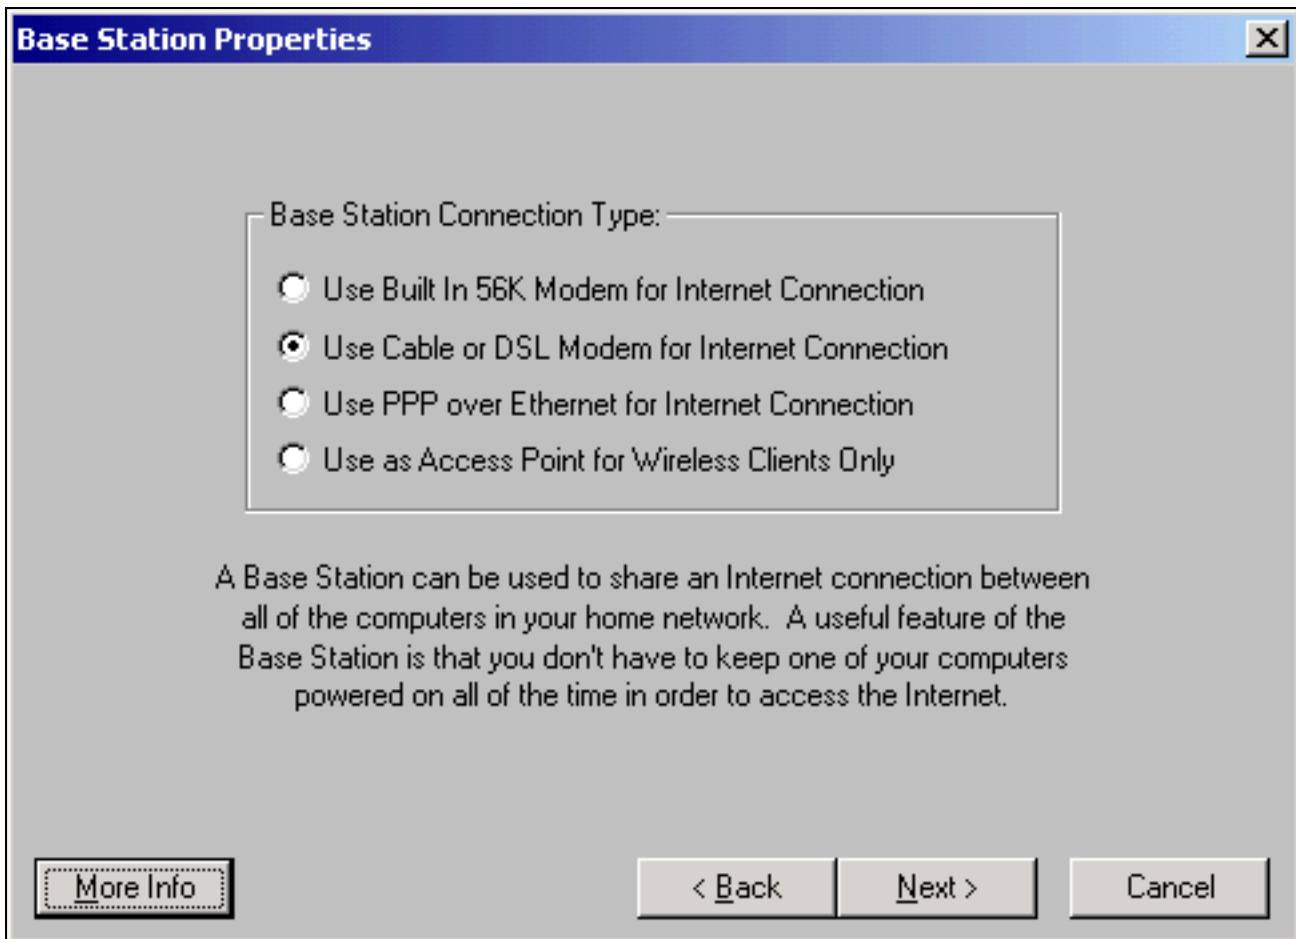 Base Station Properties
Base Station Connection Type:
Use Built In 56K Modem for Internet Connection
Use Cable or DSL Modem for Internet Connection
Use PPP over Ethernet for Internet Connection
Use as Access Point for Wireless Clients Only
A Base Station can be used to share an Internet connection between
all of the computers in your home network.  A useful feature of the
Base Station is that you don't have to keep one of your computers
powered on all of the time in order to access the Internet.
More Info
< Back
Next >
Cancel